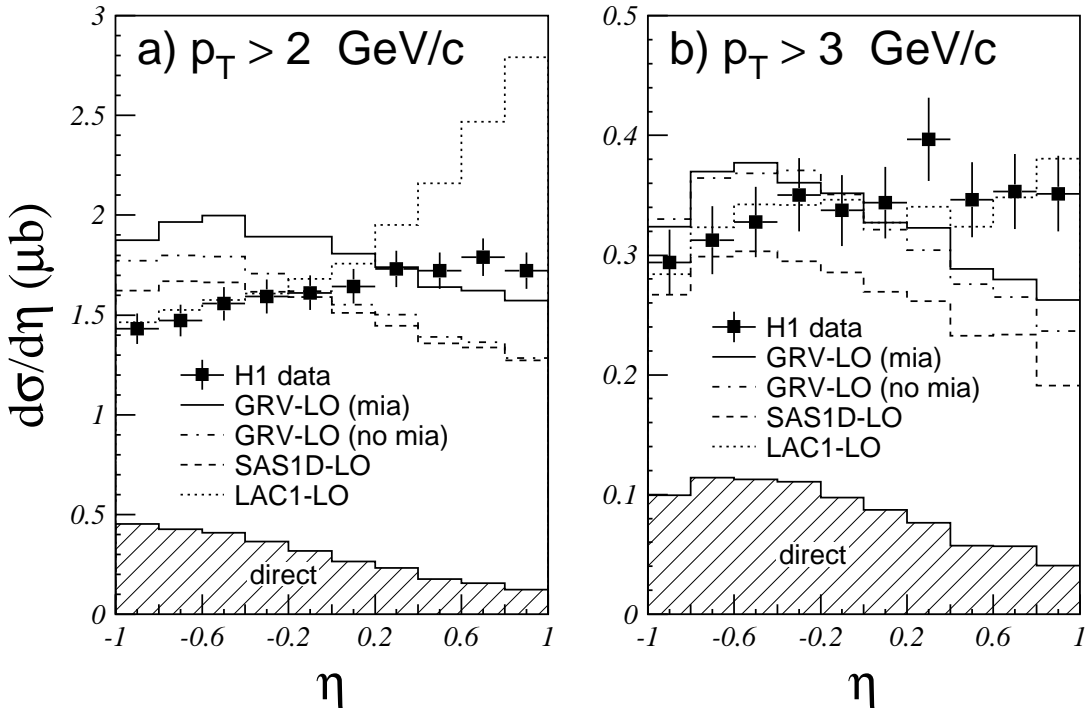 dσ/dη (μb)
a) p_T > 2 GeV/c
3
2.5
2
1.5
1
0.5
0
H1 data
GRV-LO (mia)
GRV-LO (no mia)
SAS1D-LO
LAC1-LO
direct
-1 -0.6 -0.2 0.2 0.6 1
η
b) p_T > 3 GeV/c
0.5
0.4
0.3
0.2
0.1
0
H1 data
GRV-LO (mia)
GRV-LO (no mia)
SAS1D-LO
LAC1-LO
direct
-1 -0.6 -0.2 0.2 0.6 1
η